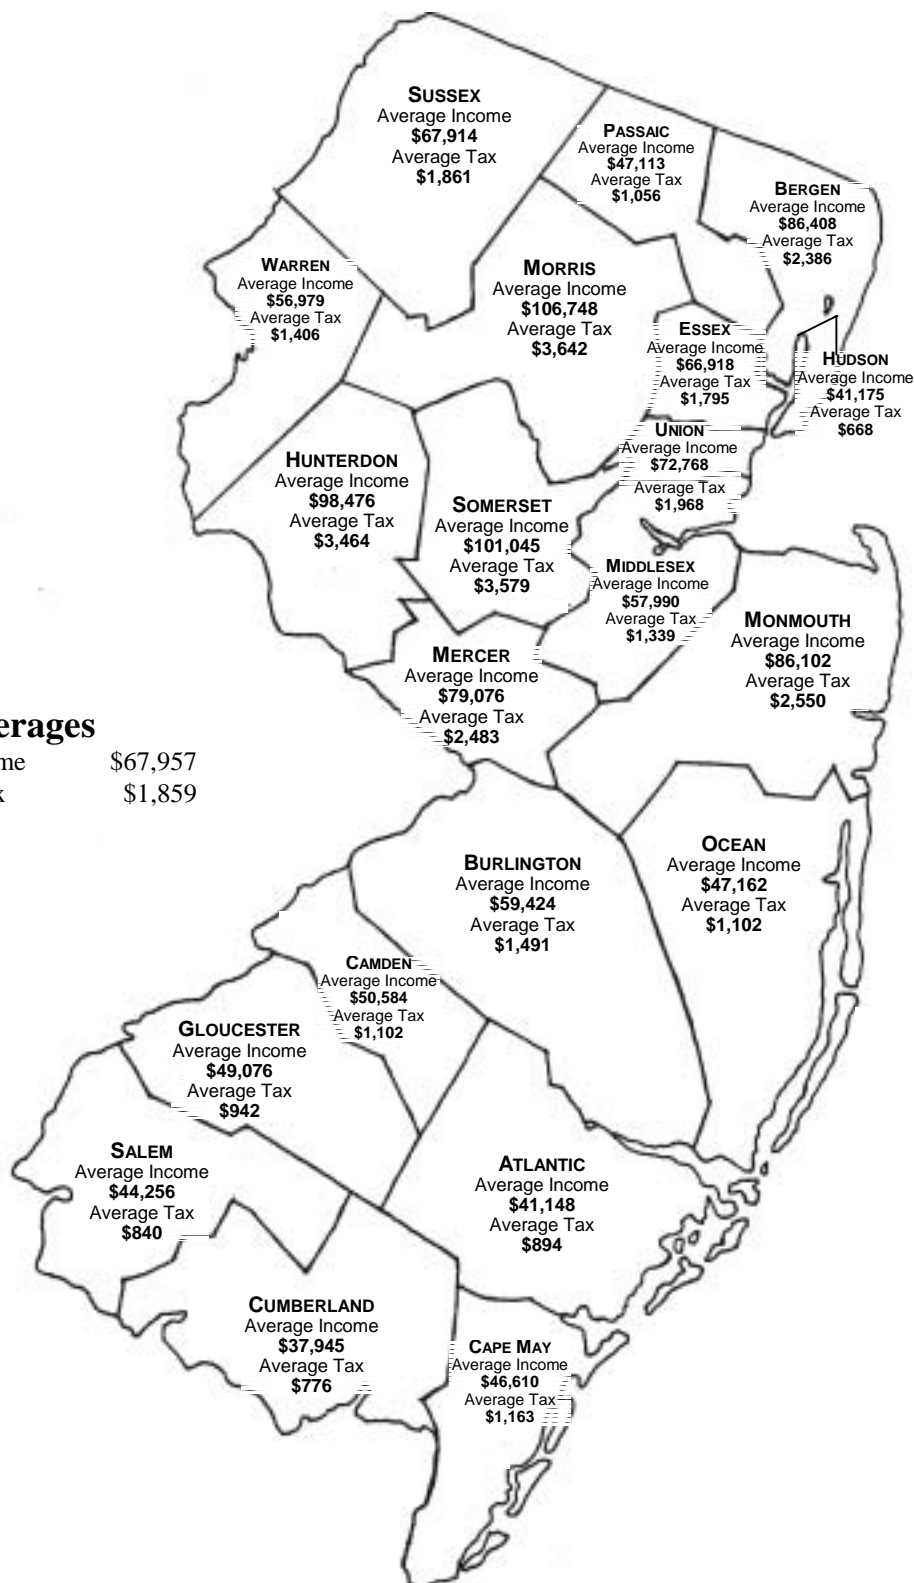 SUSSEX
Average Income
$67,914
Average Tax
$1,861
PASSAIC
Average Income
$47,113
Average Tax
$1,056
BERGEN
Average Income
$86,408
Average Tax
$2,386
WARREN
Average Income
$56,979
Average Tax
$1,406
MORRIS
Average Income
$106,748
Average Tax
$3,642
ESSEX
Average Income
$66,918
Average Tax
$1,795
HUDSON
Average Income
$41,175
Average Tax
$668
UNION
Average Income
$72,768
Average Tax
$1,968
HUNTERDON
Average Income
$98,476
Average Tax
$3,464
SOMERSET
Average Income
$101,045
Average Tax
$3,579
MIDDLESEX
Average Income
$57,990
Average Tax
$1,339
MONMOUTH
Average Income
$86,102
Average Tax
$2,550
MERCER
Average Income
$79,076
Average Tax
$2,483
erages
me $67,957
x $1,859
OCEAN
Average Income
$47,162
Average Tax
$1,102
BURLINGTON
Average Income
$59,424
Average Tax
$1,491
CAMDEN
Average Income
$50,584
Average Tax
$1,102
GLOUCESTER
Average Income
$49,076
Average Tax
$942
SALEM
Average Income
$44,256
Average Tax
$840
ATLANTIC
Average Income
$41,148
Average Tax
$894
CUMBERLAND
Average Income
$37,945
Average Tax
$776
CAPE MAY
Average Income
$46,610
Average Tax
$1,163